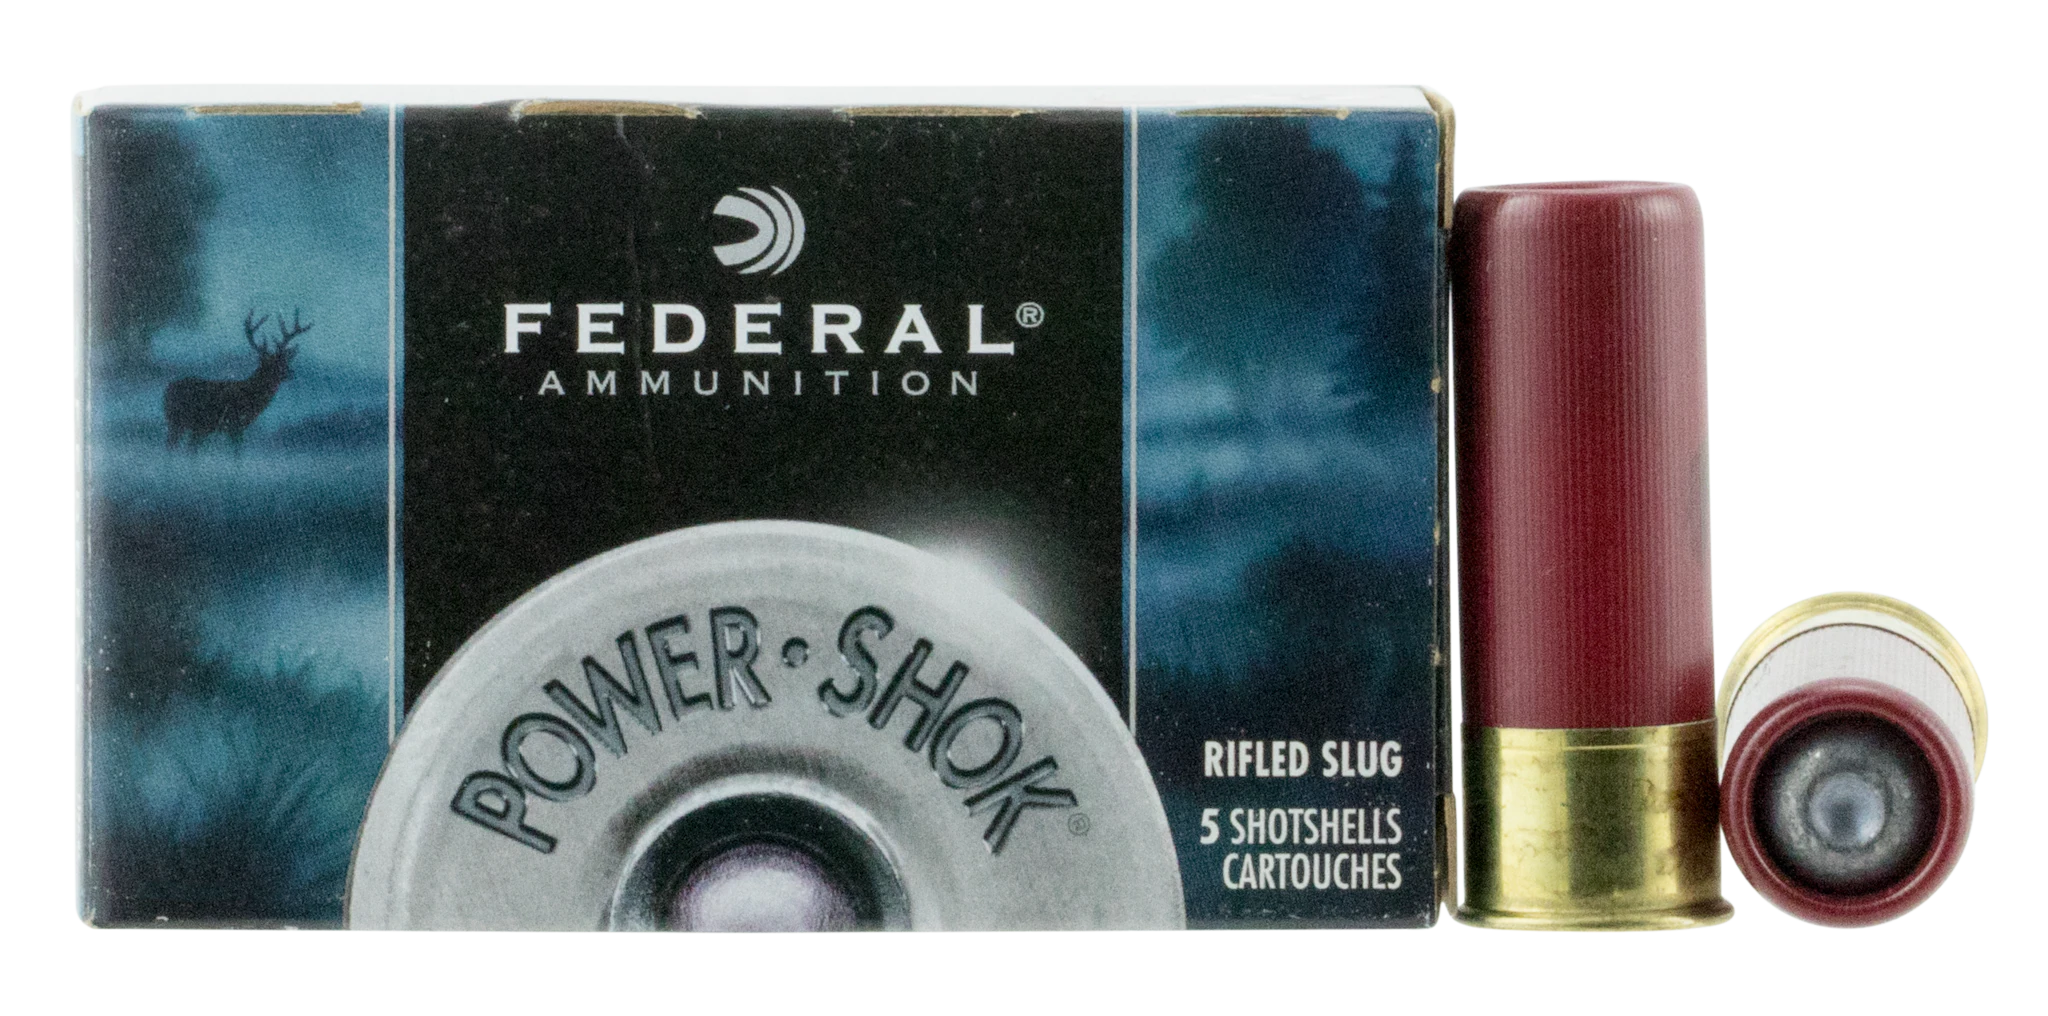 FEDERAL®
AMMUNITION
POWER·SHOK®
RIFLED SLUG
5 SHOTSHELLS
CARTOUCHES